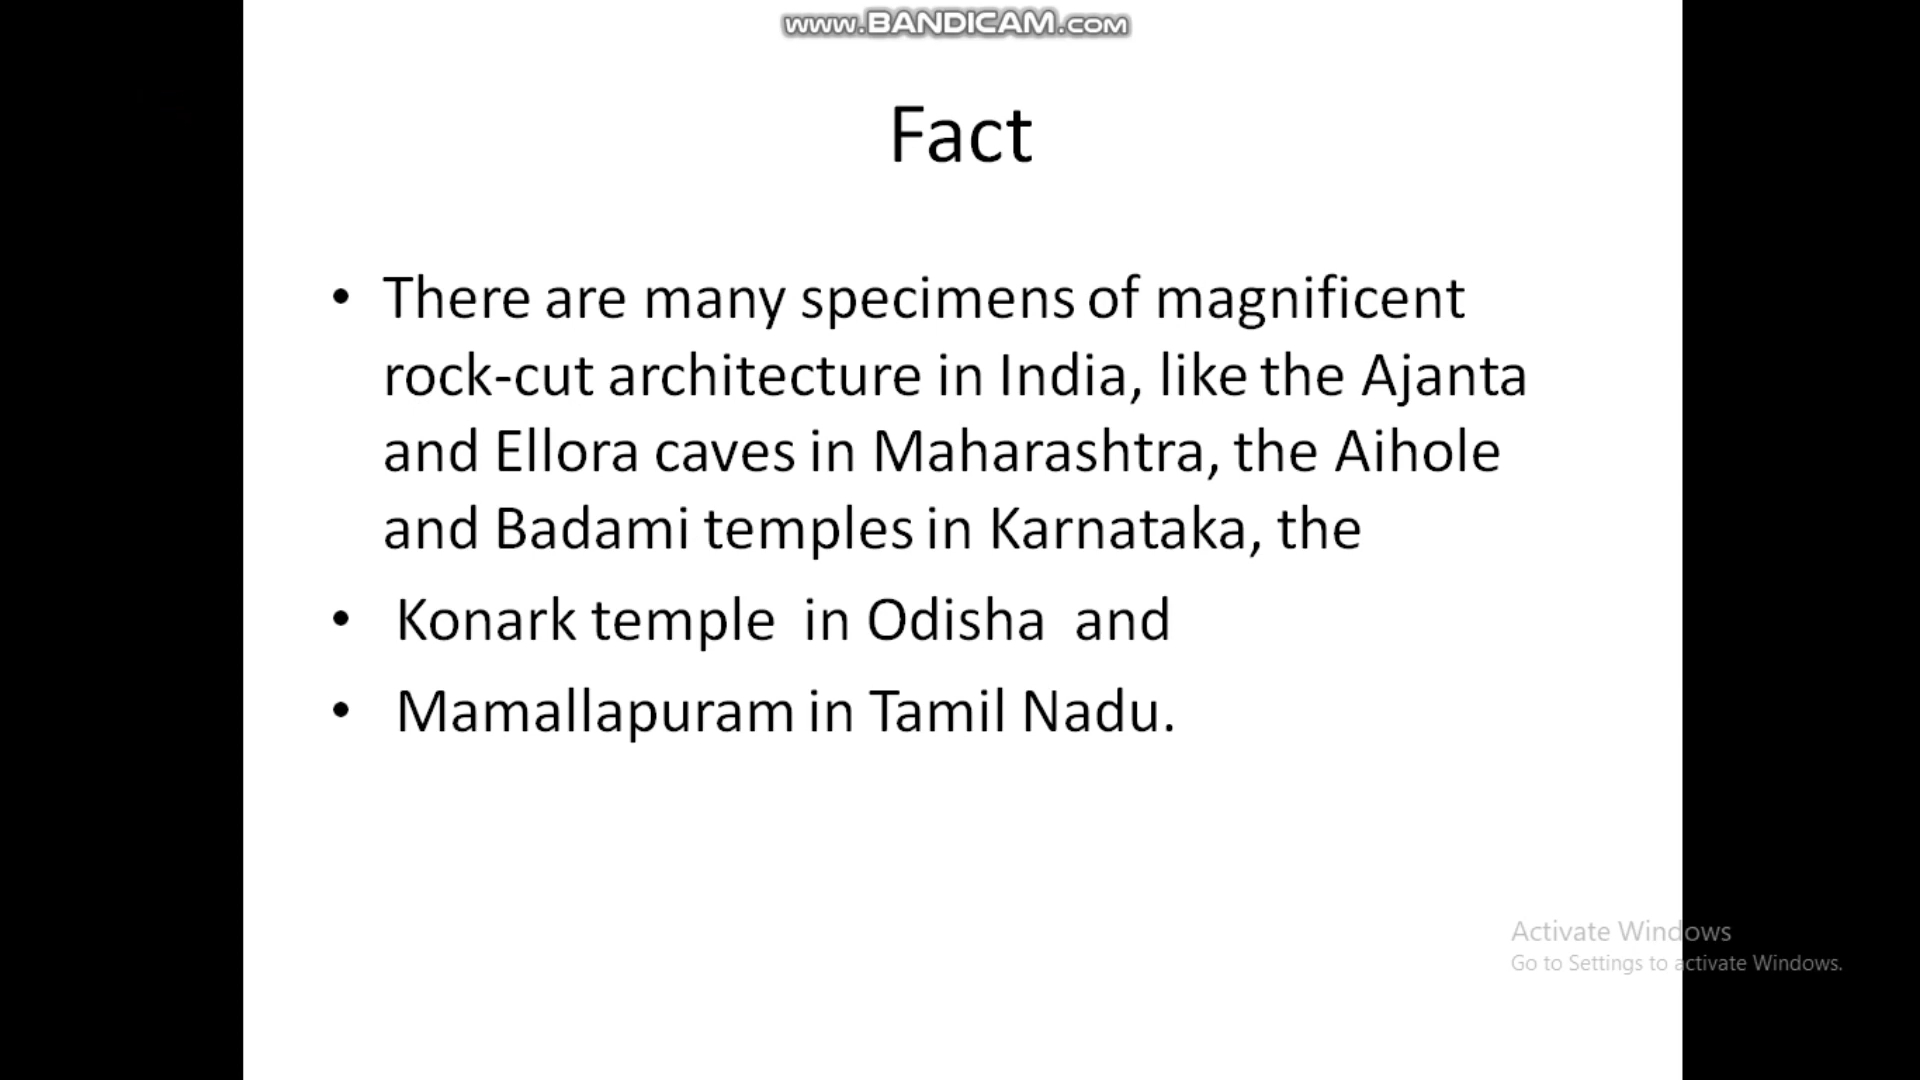 www.BANDICAM.com
Fact
• There are many specimens of magnificent
rock-cut architecture in India, like the Ajanta
and Ellora caves in Maharashtra, the Aihole
and Badami temples in Karnataka, the
• Konark temple in Odisha and
• Mamallapuram in Tamil Nadu.
Activate Windows
Go to Settings to activate Windows.